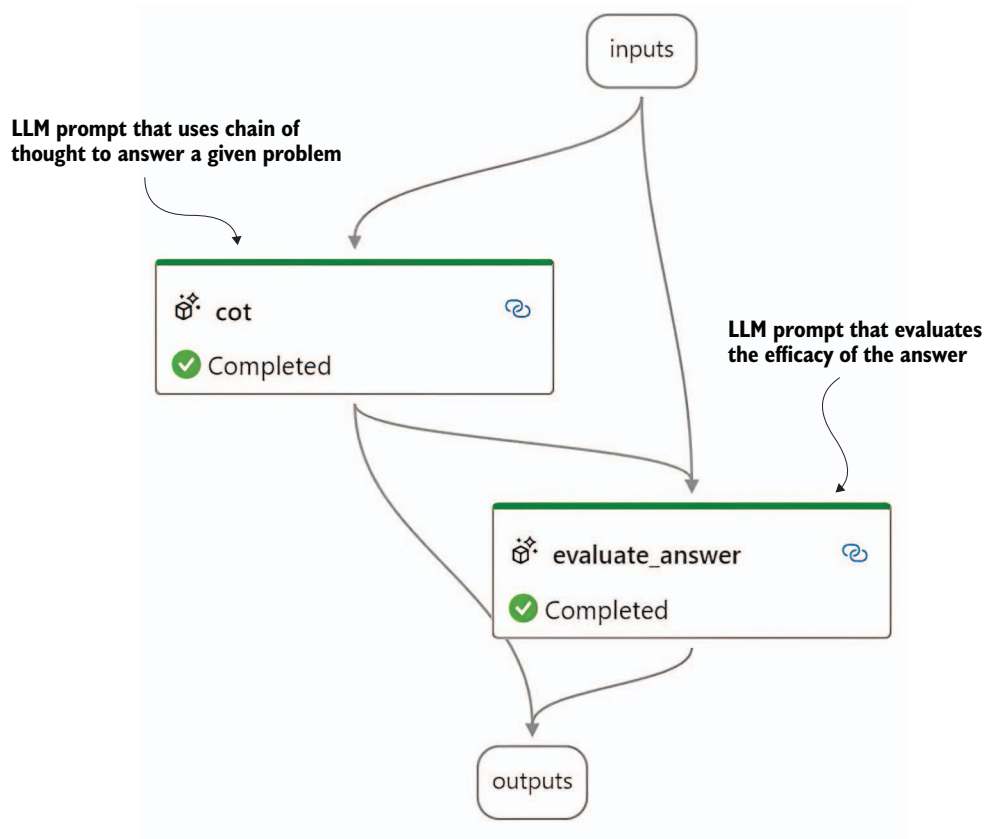 inputs
LLM prompt that uses chain of
thought to answer a given problem
cot
Completed
LLM prompt that evaluates
the efficacy of the answer
evaluate_answer
Completed
outputs